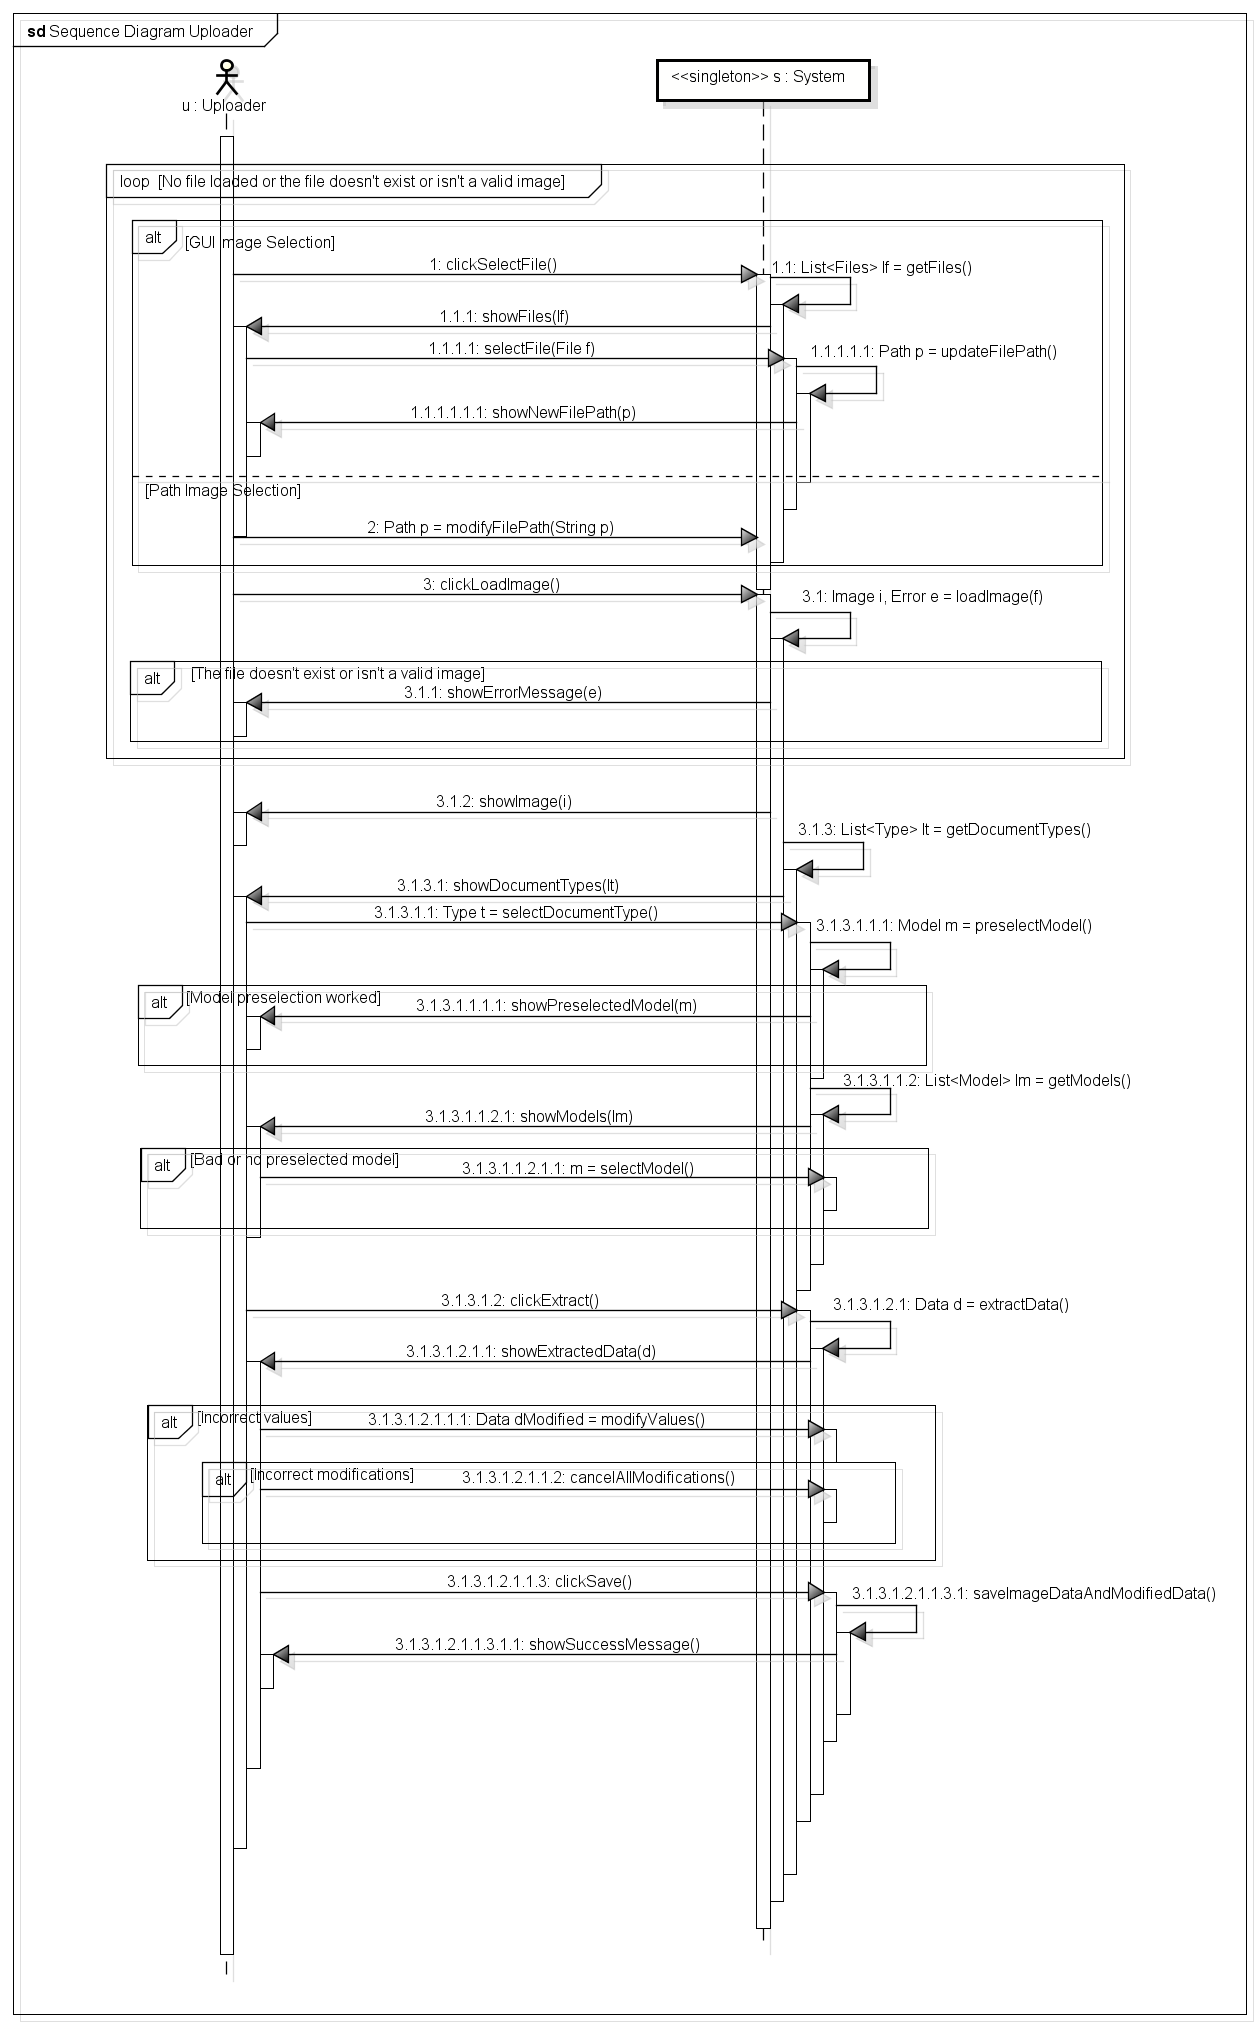 sd Sequence Diagram Uploader
u : Uploader
<<singleton>> s : System
loop [No file loaded or the file doesn't exist or isn't a valid image]
alt [GUI Image Selection]
1: clickSelectFile()
1.1: List<Files> lf = getFiles()
1.1.1: showFiles(lf)
1.1.1.1: selectFile(File f)
1.1.1.1.1: Path p = updateFilePath()
1.1.1.1.1.1: showNewFilePath(p)
[Path Image Selection]
2: Path p = modifyFilePath(String p)
3: clickLoadImage()
3.1: Image i, Error e = loadImage(f)
alt [The file doesn't exist or isn't a valid image]
3.1.1: showErrorMessage(e)
3.1.2: showImage(i)
3.1.3: List<Type> lt = getDocumentTypes()
3.1.3.1: showDocumentTypes(lt)
3.1.3.1.1: Type t = selectDocumentType()
3.1.3.1.1.1: Model m = preselectModel()
alt [Model preselection worked]
3.1.3.1.1.1.1: showPreselectedModel(m)
3.1.3.1.1.2: List<Model> lm = getModels()
3.1.3.1.1.2.1: showModels(lm)
alt [Bad or no preselected model]
3.1.3.1.1.2.1.1: m = selectModel()
3.1.3.1.2: clickExtract()
3.1.3.1.2.1: Data d = extractData()
3.1.3.1.2.1.1: showExtractedData(d)
alt [Incorrect values]
3.1.3.1.2.1.1.1: Data dModified = modifyValues()
alt [Incorrect modifications]
3.1.3.1.2.1.1.2: cancelAllModifications()
3.1.3.1.2.1.1.3: clickSave()
3.1.3.1.2.1.1.3.1: saveImageDataAndModifiedData()
3.1.3.1.2.1.1.3.1.1: showSuccessMessage()